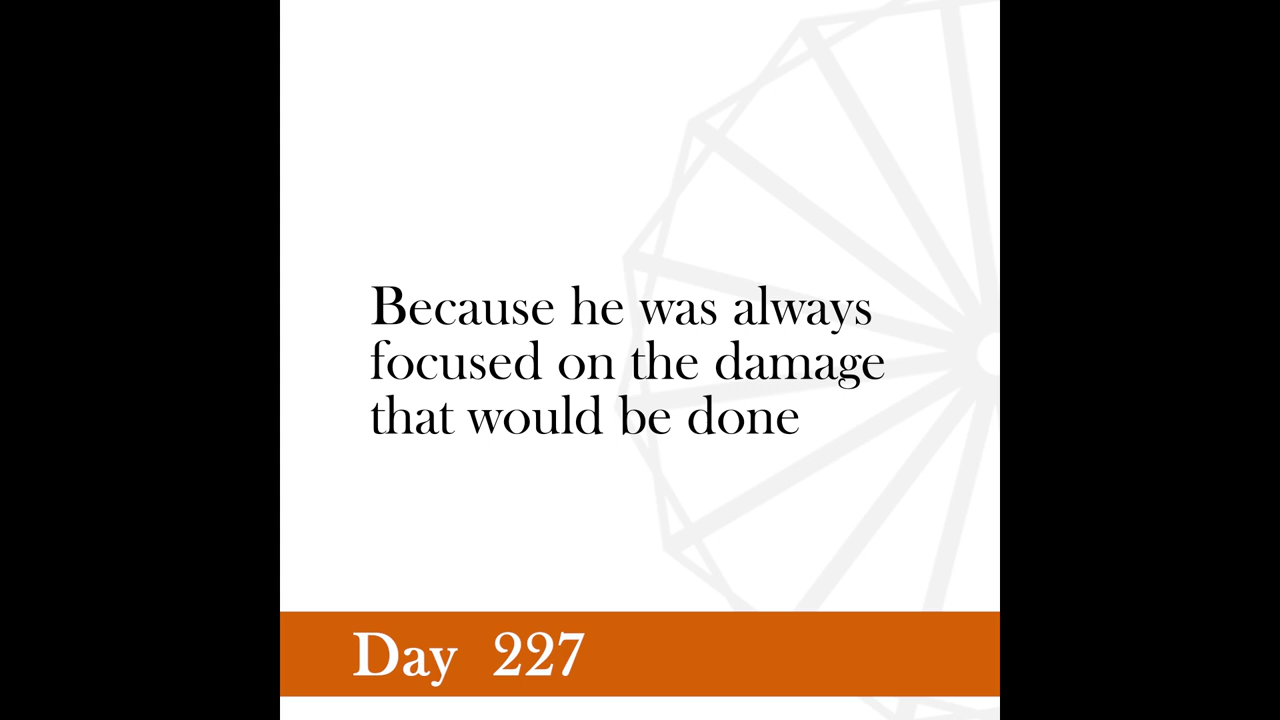 Because he was always
focused on the damage
that would be done
Day 227